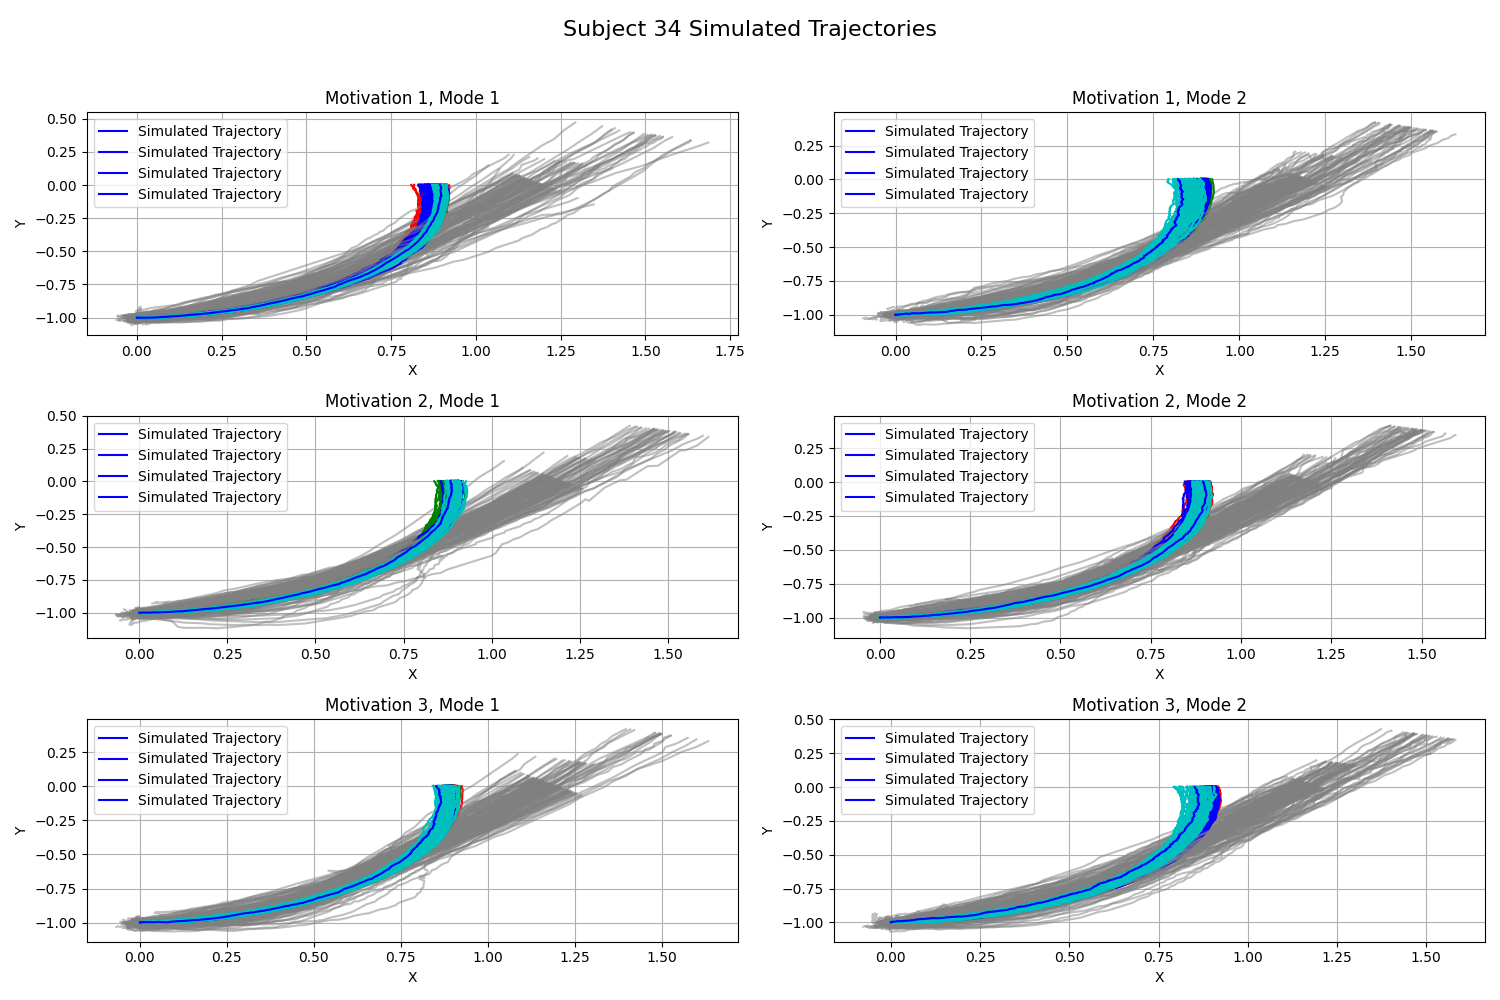 Subject 34 Simulated Trajectories
Motivation 1, Mode 1
Simulated Trajectory
Simulated Trajectory
Simulated Trajectory
Simulated Trajectory
0.50
0.25
0.00
−0.25
−0.50
−0.75
−1.00
Y
0.00 0.25 0.50 0.75 1.00 1.25 1.50 1.75
X
Motivation 1, Mode 2
Simulated Trajectory
Simulated Trajectory
Simulated Trajectory
Simulated Trajectory
0.25
0.00
−0.25
−0.50
−0.75
−1.00
Y
0.00 0.25 0.50 0.75 1.00 1.25 1.50
X
Motivation 2, Mode 1
Simulated Trajectory
Simulated Trajectory
Simulated Trajectory
Simulated Trajectory
0.50
0.25
0.00
−0.25
−0.50
−0.75
−1.00
Y
0.00 0.25 0.50 0.75 1.00 1.25 1.50
X
Motivation 2, Mode 2
Simulated Trajectory
Simulated Trajectory
Simulated Trajectory
Simulated Trajectory
0.25
0.00
−0.25
−0.50
−0.75
−1.00
Y
0.00 0.25 0.50 0.75 1.00 1.25 1.50
X
Motivation 3, Mode 1
Simulated Trajectory
Simulated Trajectory
Simulated Trajectory
Simulated Trajectory
0.25
0.00
−0.25
−0.50
−0.75
−1.00
Y
0.00 0.25 0.50 0.75 1.00 1.25 1.50
X
Motivation 3, Mode 2
Simulated Trajectory
Simulated Trajectory
Simulated Trajectory
Simulated Trajectory
0.50
0.25
0.00
−0.25
−0.50
−0.75
−1.00
Y
0.00 0.25 0.50 0.75 1.00 1.25 1.50
X